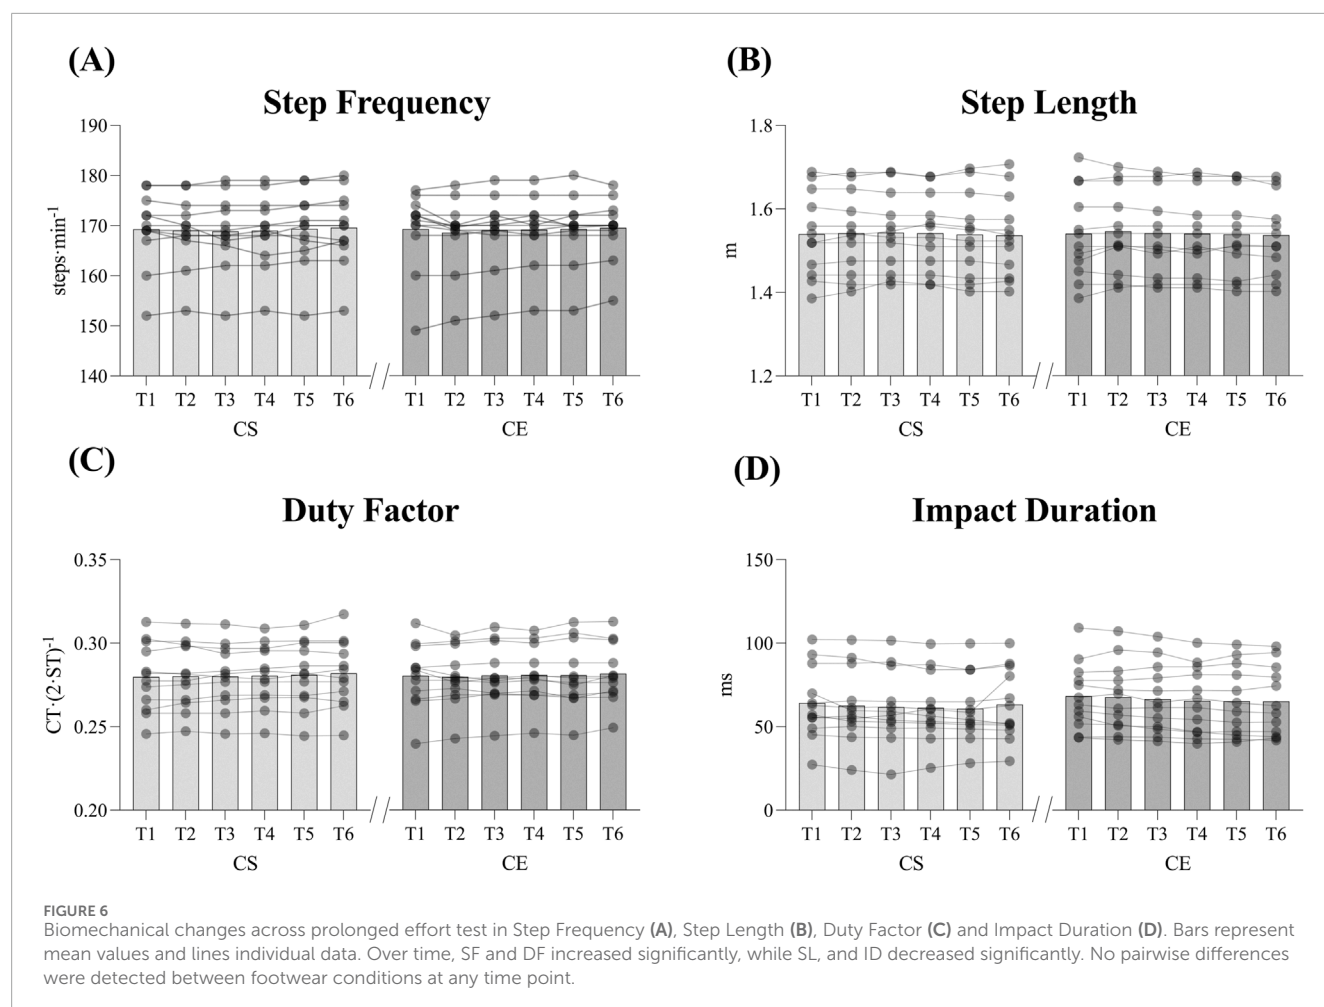 (A)
Step Frequency
steps·min⁻¹
190
180
170
160
150
140
T1 T2 T3 T4 T5 T6 T1 T2 T3 T4 T5 T6
CS CE
(B)
Step Length
m
1.8
1.6
1.4
1.2
T1 T2 T3 T4 T5 T6 T1 T2 T3 T4 T5 T6
CS CE
(C)
Duty Factor
CT·(2·ST)⁻¹
0.35
0.30
0.25
0.20
T1 T2 T3 T4 T5 T6 T1 T2 T3 T4 T5 T6
CS CE
(D)
Impact Duration
ms
150
100
50
0
T1 T2 T3 T4 T5 T6 T1 T2 T3 T4 T5 T6
CS CE
FIGURE 6
Biomechanical changes across prolonged effort test in Step Frequency (A), Step Length (B), Duty Factor (C) and Impact Duration (D). Bars represent
mean values and lines individual data. Over time, SF and DF increased significantly, while SL, and ID decreased significantly. No pairwise differences
were detected between footwear conditions at any time point.